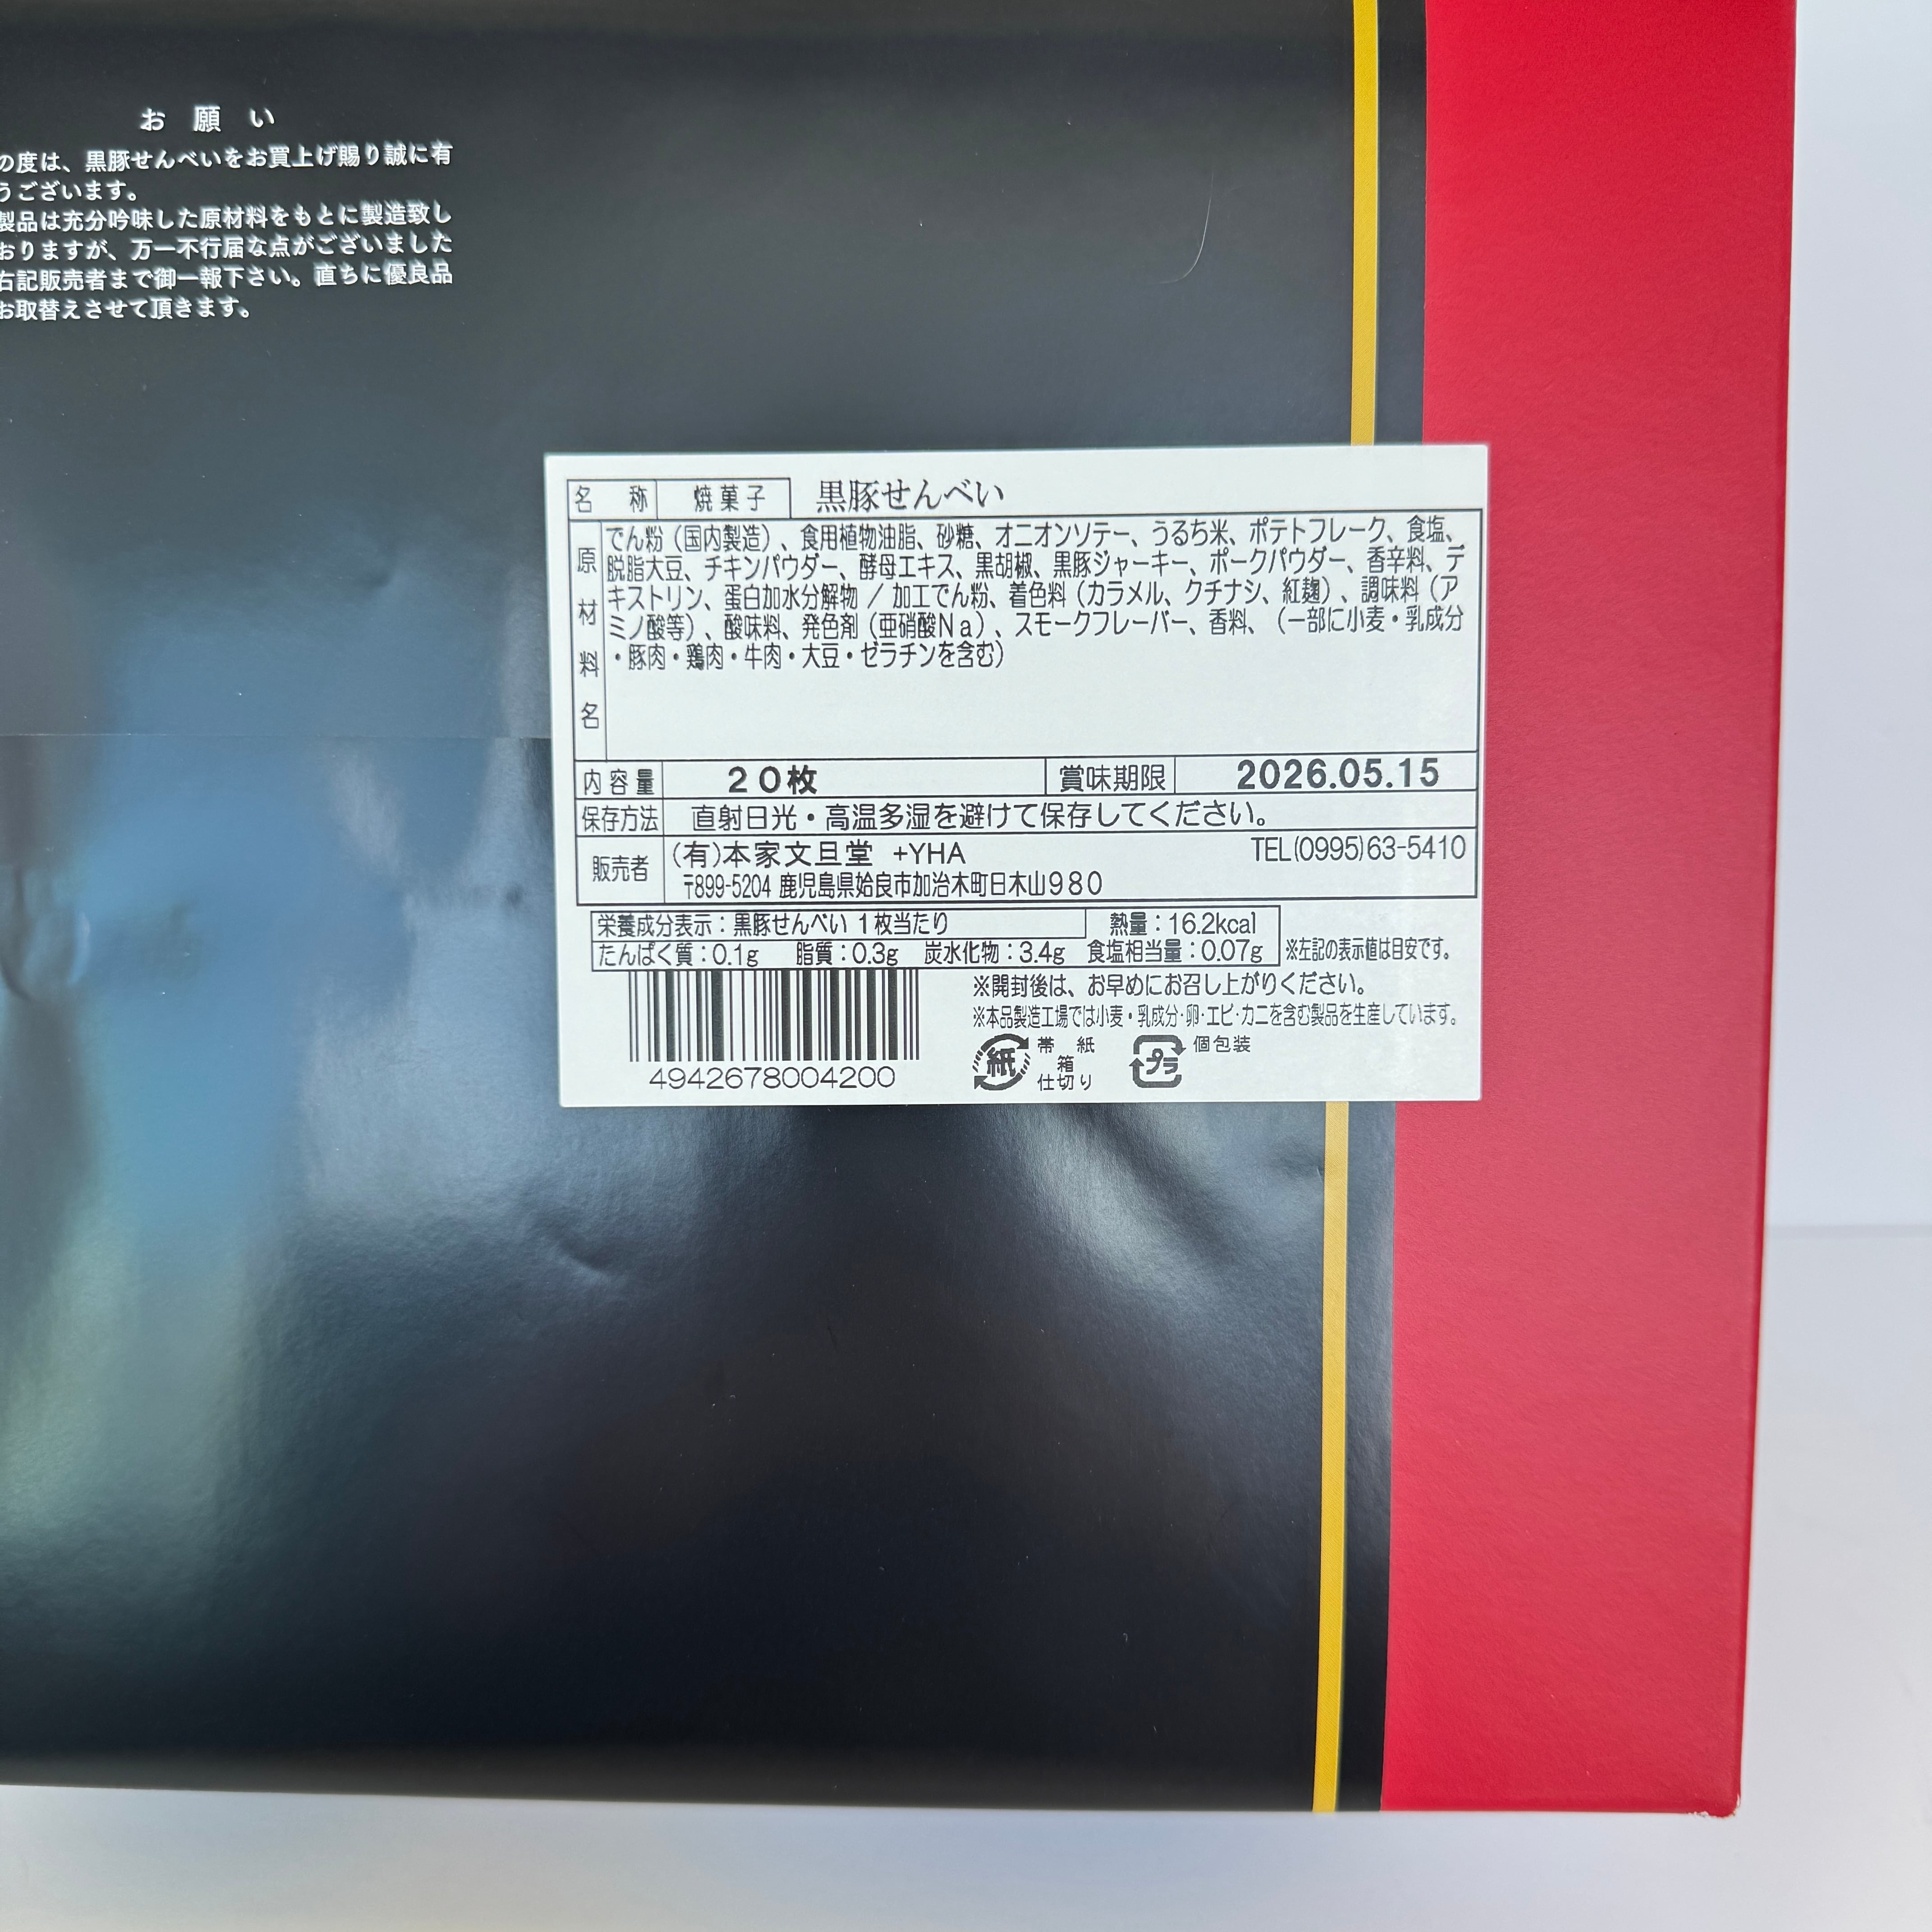 お願い
の度は、黒豚せんべいをお買上げ賜り誠に有
うございます。
製品は充分吟味した原材料をもとに製造致し
おりますが、万一不行届な点がございました
右記販売者まで御一報下さい。直ちに優良品
お取替えさせて頂きます。
名称 焼菓子 黒豚せんべい
原材料名
でん粉（国内製造）、食用植物油脂、砂糖、オニオンソテー、うるち米、ポテトフレーク、食塩、
脱脂大豆、チキンパウダー、酵母エキス、黒胡椒、黒豚ジャーキー、ポークパウダー、香辛料、デ
キストリン、蛋白加水分解物 / 加工でん粉、着色料（カラメル、クチナシ、紅麹）、調味料（ア
ミノ酸等）、酸味料、発色剤（亜硝酸Ｎａ）、スモークフレーバー、香料、（一部に小麦・乳成分
・豚肉・鶏肉・牛肉・大豆・ゼラチンを含む）
内容量 ２０枚 賞味期限 2026.05.15
保存方法 直射日光・高温多湿を避けて保存してください。
販売者 (有)本家文旦堂 +YHA TEL(0995)63-5410
〒899-5204 鹿児島県姶良市加治木町日木山９８０
栄養成分表示：黒豚せんべい １枚当たり 熱量：16.2kcal
たんぱく質：0.1g 脂質：0.3g 炭水化物：3.4g 食塩相当量：0.07g ※左記の表示値は目安です。
※開封後は、お早めにお召し上がりください。
※本品製造工場では小麦・乳成分・卵・エビ・カニを含む製品を生産しています。
紙 帯紙 プラ 個包装
箱
仕切り
4942678004200